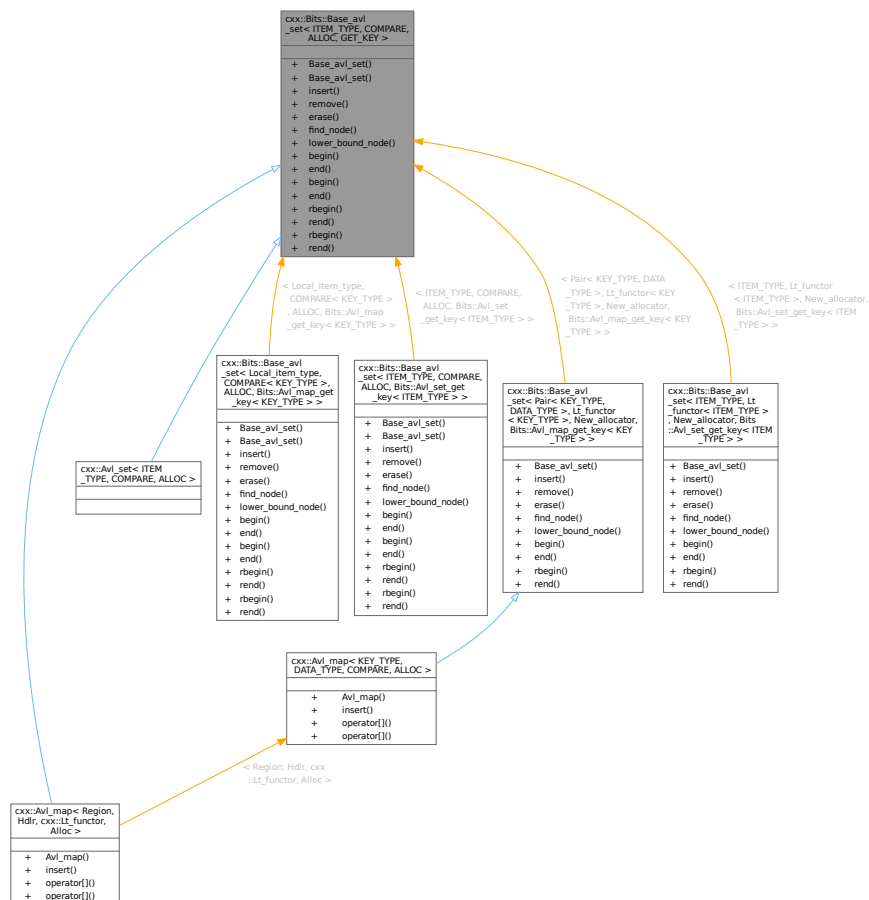 cxx::Bits::Base_avl
_set< ITEM_TYPE, COMPARE,
ALLOC, GET_KEY >
+ Base_avl_set()
+ Base_avl_set()
+ insert()
+ remove()
+ erase()
+ find_node()
+ lower_bound_node()
+ begin()
+ end()
+ begin()
+ end()
+ rbegin()
+ rend()
+ rbegin()
+ rend()
< Local_item_type,
COMPARE< KEY_TYPE >
, ALLOC, Bits::Avl_map
_get_key< KEY_TYPE > >
< ITEM_TYPE, COMPARE,
ALLOC, Bits::Avl_set
_get_key< ITEM_TYPE > >
< Pair< KEY_TYPE, DATA
_TYPE >, Lt_functor< KEY
_TYPE >, New_allocator,
Bits::Avl_map_get_key< KEY
_TYPE > >
< ITEM_TYPE, Lt_functor
< ITEM_TYPE >, New_allocator,
Bits::Avl_set_get_key< ITEM
_TYPE > >
cxx::Avl_set< ITEM
_TYPE, COMPARE, ALLOC >
cxx::Bits::Base_avl
_set< Local_item_type,
COMPARE< KEY_TYPE >,
ALLOC, Bits::Avl_map_get
_key< KEY_TYPE > >
+ Base_avl_set()
+ Base_avl_set()
+ insert()
+ remove()
+ erase()
+ find_node()
+ lower_bound_node()
+ begin()
+ end()
+ begin()
+ end()
+ rbegin()
+ rend()
+ rbegin()
+ rend()
cxx::Bits::Base_avl
_set< ITEM_TYPE, COMPARE,
ALLOC, Bits::Avl_set_get
_key< ITEM_TYPE > >
+ Base_avl_set()
+ Base_avl_set()
+ insert()
+ remove()
+ erase()
+ find_node()
+ lower_bound_node()
+ begin()
+ end()
+ begin()
+ end()
+ rbegin()
+ rend()
+ rbegin()
+ rend()
cxx::Bits::Base_avl
_set< Pair< KEY_TYPE,
DATA_TYPE >, Lt_functor
< KEY_TYPE >, New_allocator,
Bits::Avl_map_get_key< KEY
_TYPE > >
+ Base_avl_set()
+ insert()
+ remove()
+ erase()
+ find_node()
+ lower_bound_node()
+ begin()
+ end()
+ rbegin()
+ rend()
cxx::Bits::Base_avl
_set< ITEM_TYPE, Lt
_functor< ITEM_TYPE >
, New_allocator, Bits
::Avl_set_get_key< ITEM
_TYPE > >
+ Base_avl_set()
+ insert()
+ remove()
+ erase()
+ find_node()
+ lower_bound_node()
+ begin()
+ end()
+ rbegin()
+ rend()
cxx::Avl_map< KEY_TYPE,
DATA_TYPE, COMPARE, ALLOC >
+ Avl_map()
+ insert()
+ operator[]()
+ operator[]()
< Region, Hdlr, cxx
::Lt_functor, Alloc >
cxx::Avl_map< Region,
Hdlr, cxx::Lt_functor,
Alloc >
+ Avl_map()
+ insert()
+ operator[]()
+ operator[]()